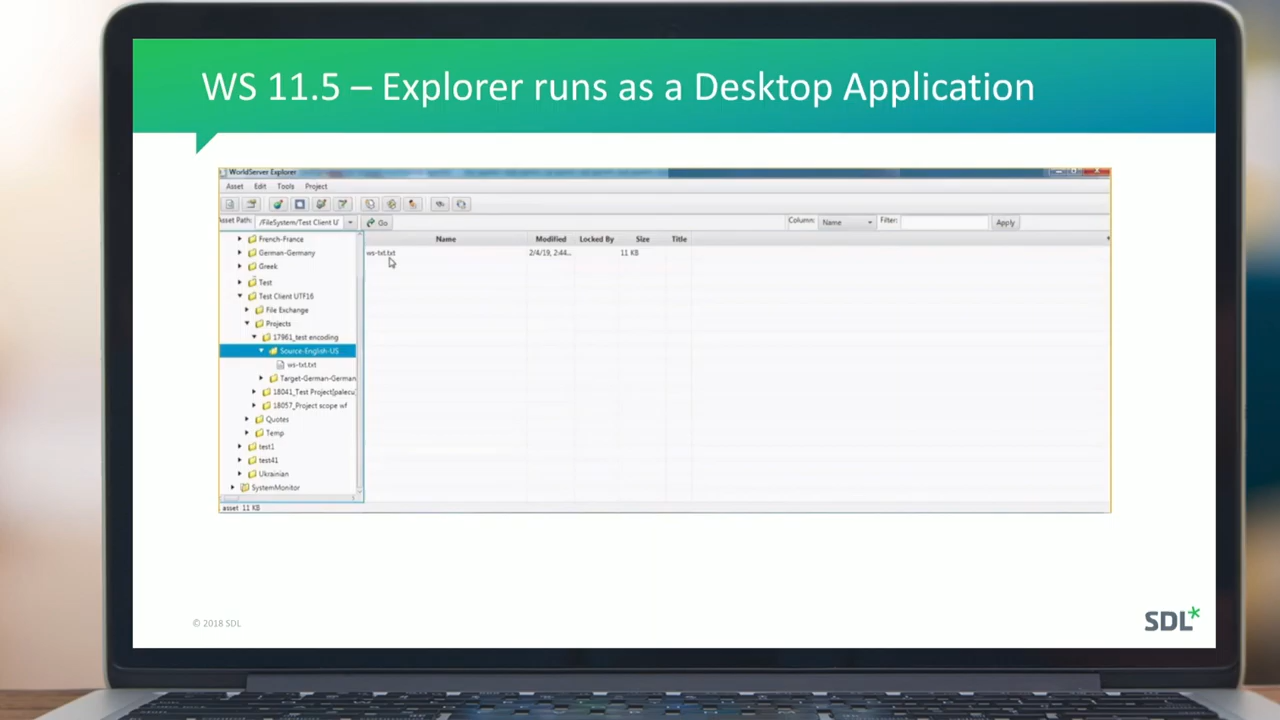 WS 11.5 – Explorer runs as a Desktop Application
WorldServer Explorer
Asset Edit Tools Project
Asset Path: /FileSystem/Test Client U Go Column: Name Filter: Apply
Name Modified Locked By Size Title
French-France
ws-txt.txt 2/4/19, 2:44... 11 KB
German-Germany
Greek
Test
Test Client UTF16
File Exchange
Projects
17961_test encoding
Source-English-US
ws-txt.txt
Target-German-German
18041_Test Project[palecu
18057_Project scope wf
Quotes
Temp
test1
test41
Ukrainian
SystemMonitor
asset 11 KB
© 2018 SDL
SDL*